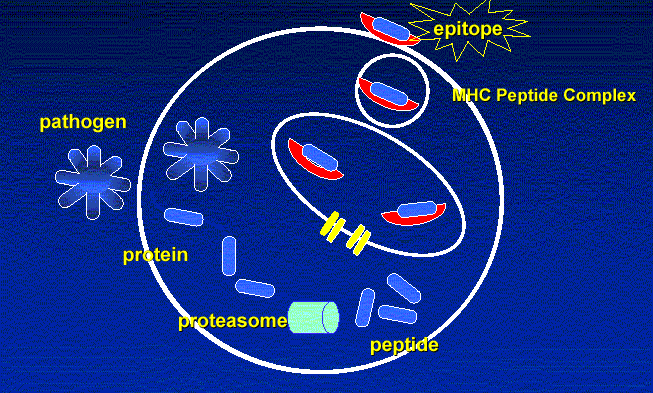 epitope
MHC Peptide Complex
pathogen
protein
proteasome
peptide